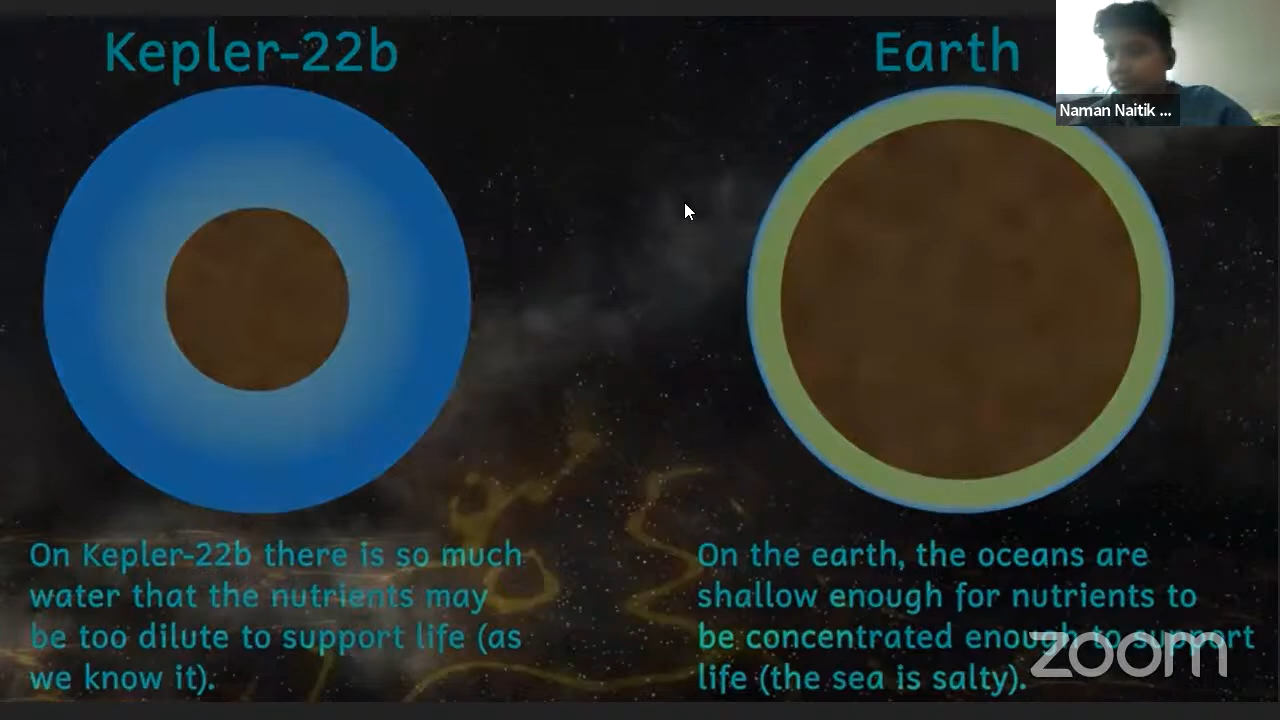 Kepler-22b
Earth
Naman Naitik ...
On Kepler-22b there is so much
water that the nutrients may
be too dilute to support life (as
we know it).
On the earth, the oceans are
shallow enough for nutrients to
be concentrated enough to support
life (the sea is salty).
zoom